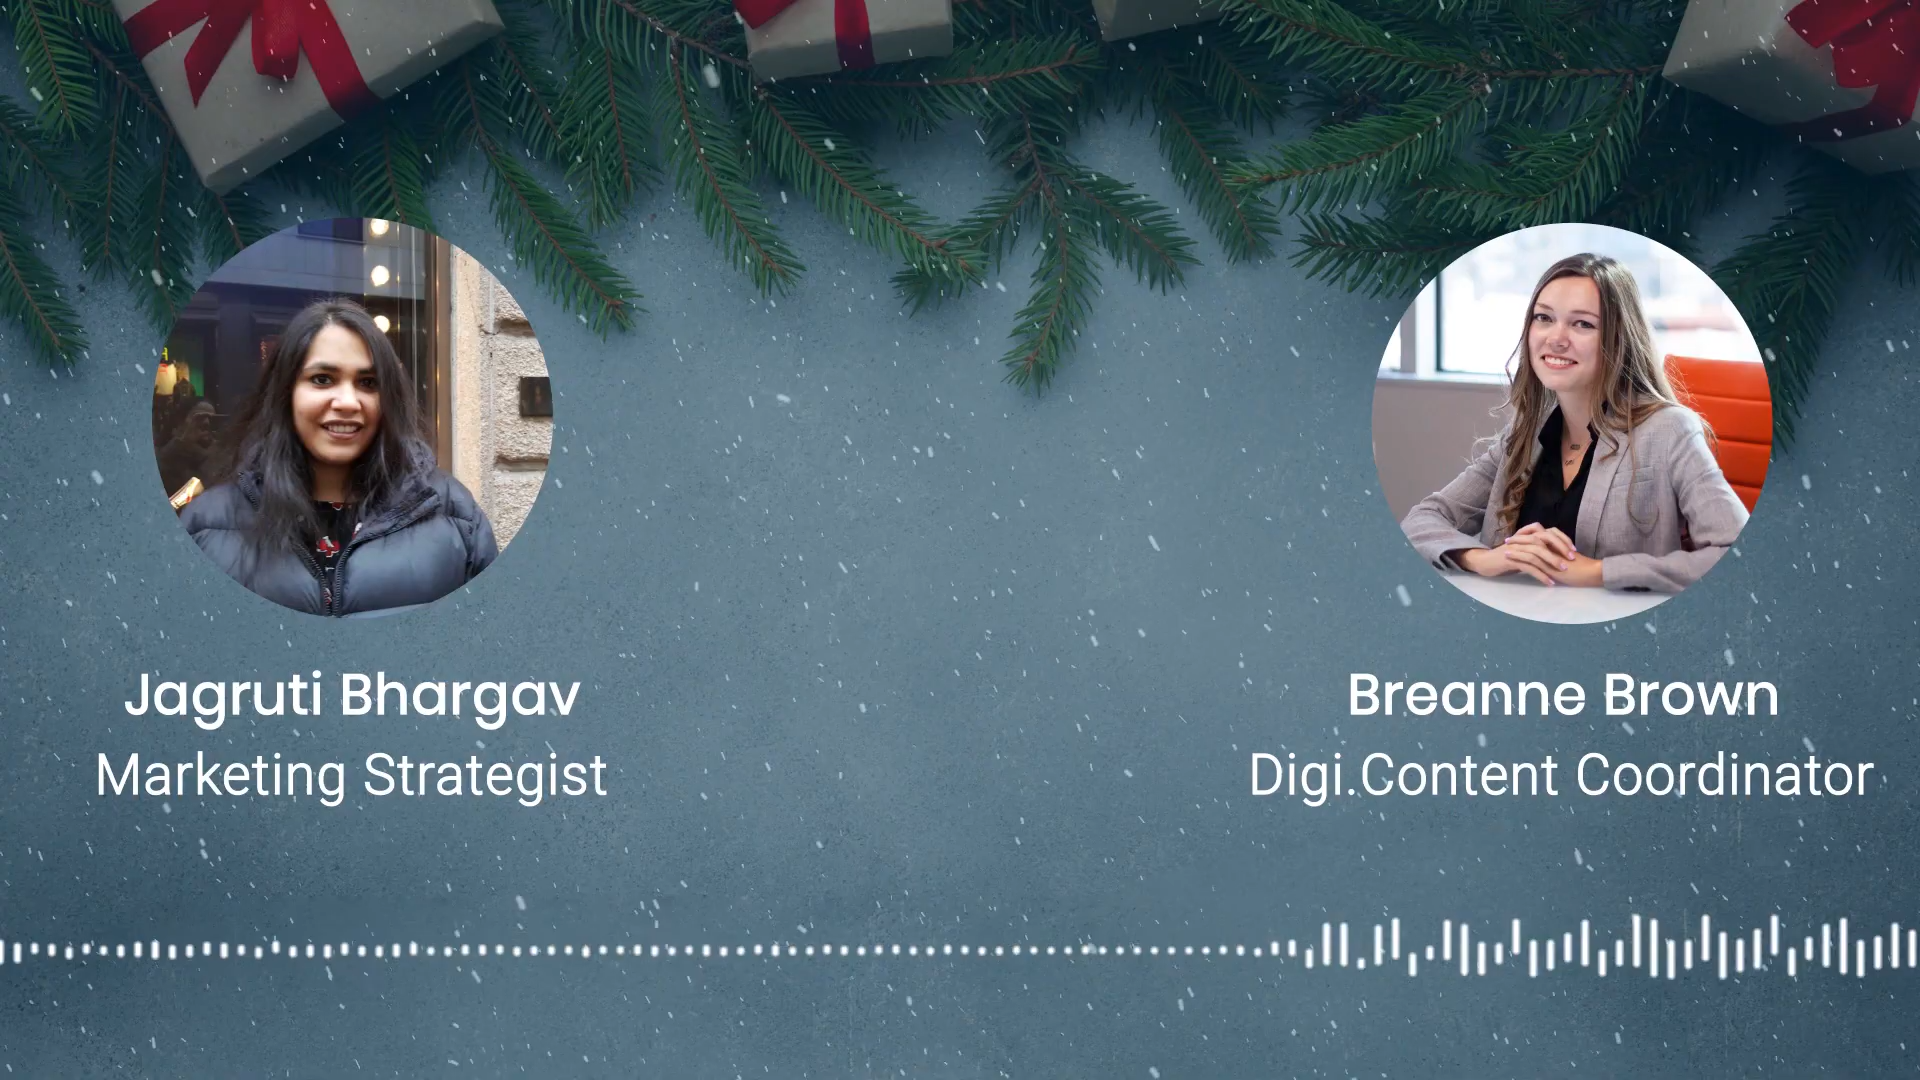 Jagruti Bhargav
Marketing Strategist
Breanne Brown
Digi.Content Coordinator